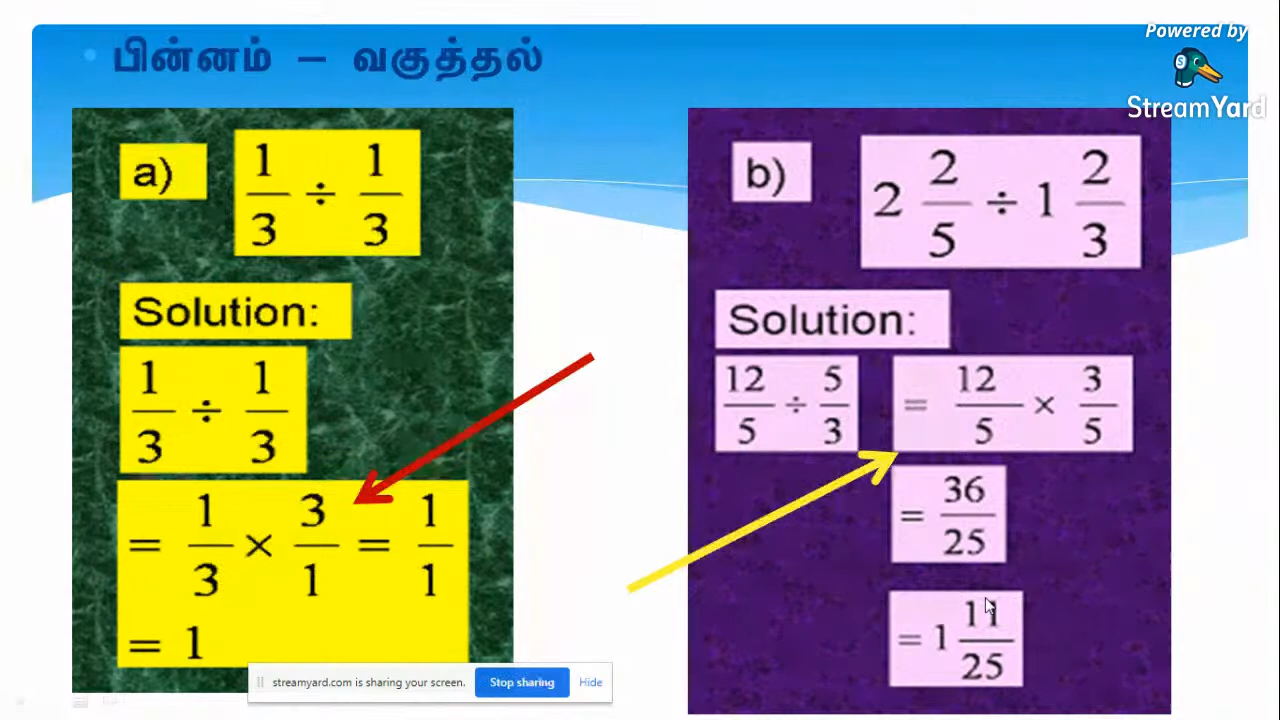 • பின்னம் – வகுத்தல்
Powered by
StreamYard
a) 1/3 ÷ 1/3
Solution:
1/3 ÷ 1/3
= 1/3 × 3/1 = 1/1
= 1
b) 2 2/5 ÷ 1 2/3
Solution:
12/5 ÷ 5/3 = 12/5 × 3/5
= 36/25
= 1 11/25
streamyard.com is sharing your screen. Stop sharing Hide